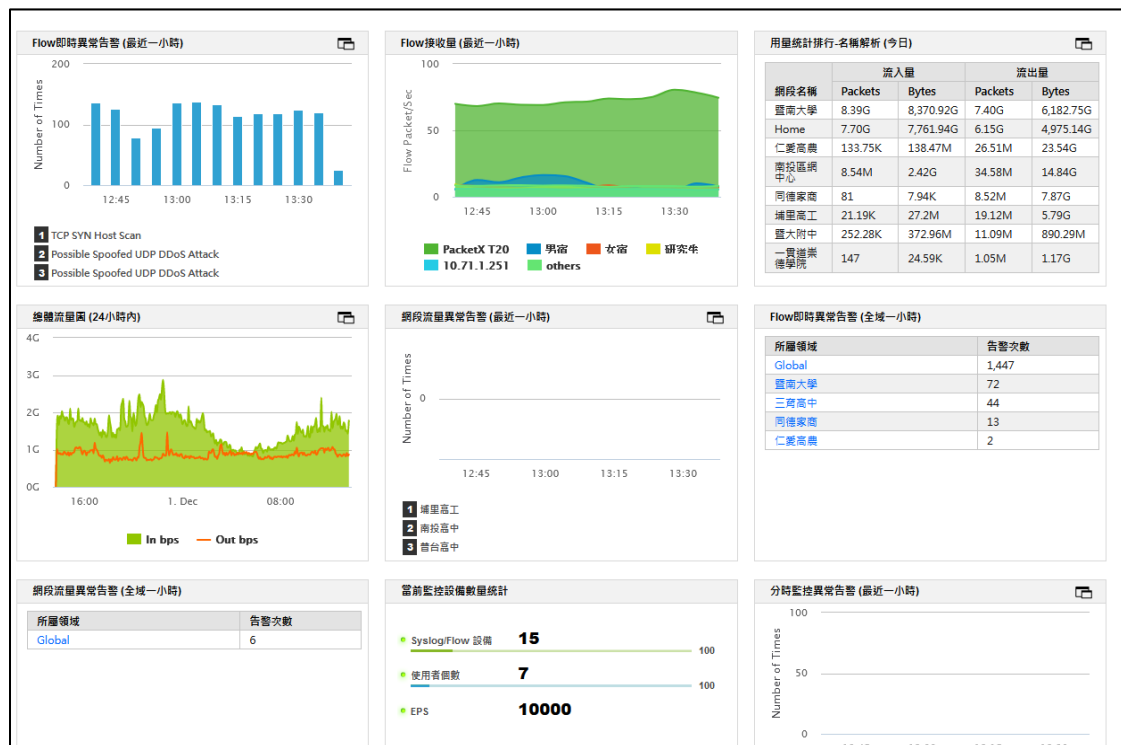 Flow即時異常告警 (最近一小時)
200
100
0
Number of Times
12:45 13:00 13:15 13:30
1 TCP SYN Host Scan
2 Possible Spoofed UDP DDoS Attack
3 Possible Spoofed UDP DDoS Attack
Flow接收量 (最近一小時)
100
50
0
Flow Packet/Sec
12:45 13:00 13:15 13:30
PacketX T20 男宿 女宿 研究生
10.71.1.251 others
用量統計排行-名稱解析 (今日)
流入量 流出量
網段名稱 Packets Bytes Packets Bytes
暨南大學 8.39G 8,370.92G 7.40G 6,182.75G
Home 7.70G 7,761.94G 6.15G 4,975.14G
仁愛高農 133.75K 138.47M 26.51M 23.54G
南投區網中心 8.54M 2.42G 34.58M 14.84G
同德家商 81 7.94K 8.52M 7.87G
埔里高工 21.19K 27.2M 19.12M 5.79G
暨大附中 252.28K 372.96M 11.09M 890.29M
一貫道崇德學院 147 24.59K 1.05M 1.17G
總體流量圖 (24小時內)
4G
3G
2G
1G
0G
16:00 1. Dec 08:00
In bps Out bps
網段流量異常告警 (最近一小時)
Number of Times
0
12:45 13:00 13:15 13:30
1 埔里高工
2 南投高中
3 普台高中
Flow即時異常告警 (全域一小時)
所屬領域 告警次數
Global 1,447
暨南大學 72
三育高中 44
同德家商 13
仁愛高農 2
網段流量異常告警 (全域一小時)
所屬領域 告警次數
Global 6
當前監控設備數量統計
Syslog/Flow 設備 15
100
使用者個數 7
100
EPS 10000
分時監控異常告警 (最近一小時)
100
50
0
Number of Times